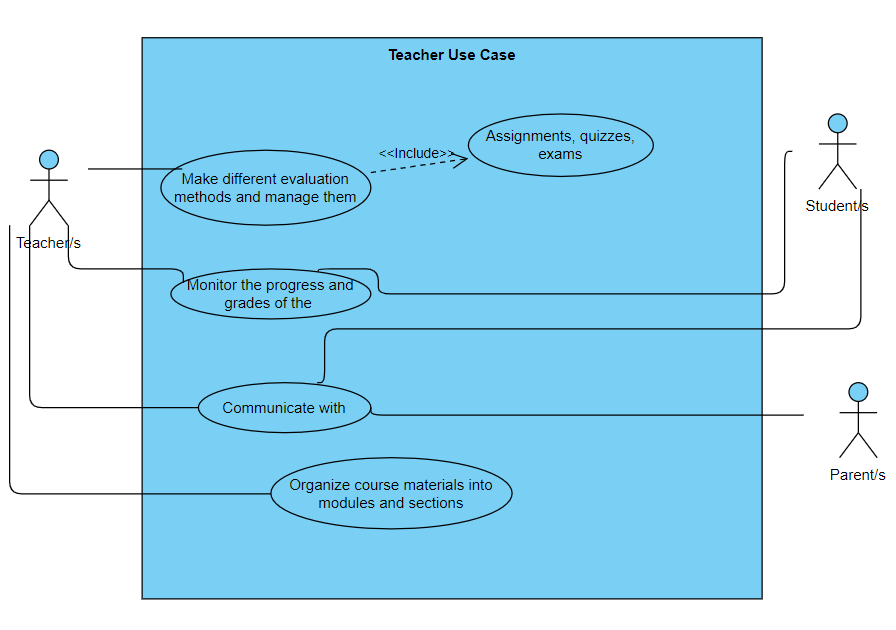 Teacher Use Case
<<Include>>
Assignments, quizzes,
exams
Make different evaluation
methods and manage them
Student/s
Teacher/s
Monitor the progress and
grades of the
Communicate with
Parent/s
Organize course materials into
modules and sections